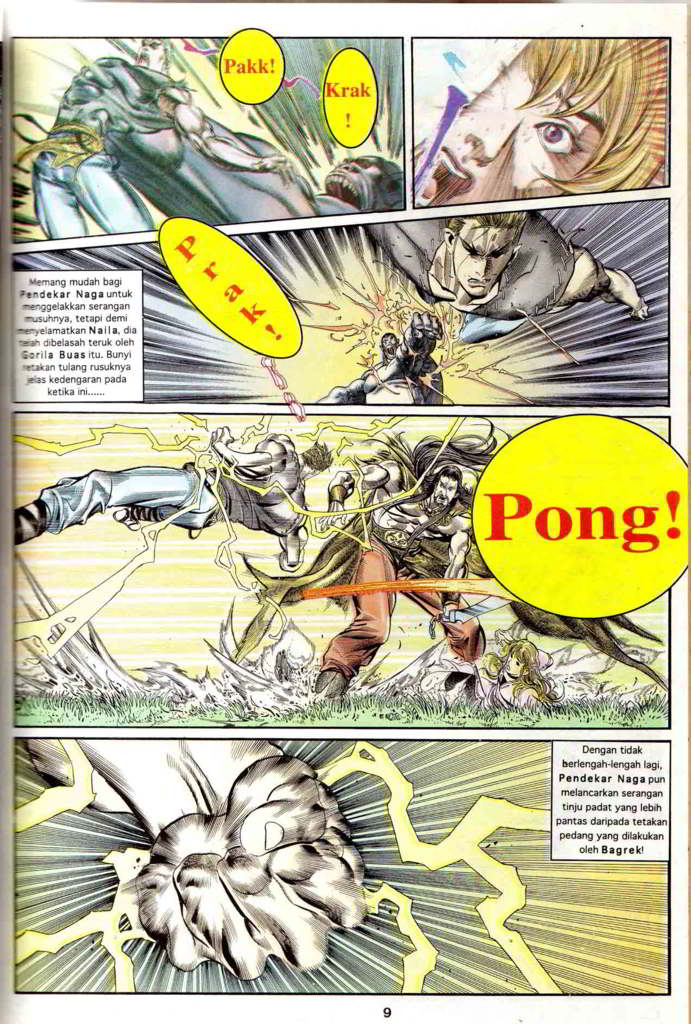 Pakk!
Krak
!
Prak!
Memang mudah bagi
Pendekar Naga untuk
menggelakkan serangan
musuhnya, tetapi demi
menyelamatkan Naila, dia
telah dibelasah teruk oleh
Gorila Buas itu. Bunyi
retakan tulang rusuknya
jelas kedengaran pada
ketika ini......
Pong!
Dengan tidak
berlengah-lengah lagi,
Pendekar Naga pun
melancarkan serangan
tinju padat yang lebih
pantas daripada tetakan
pedang yang dilakukan
oleh Bagrek!
9